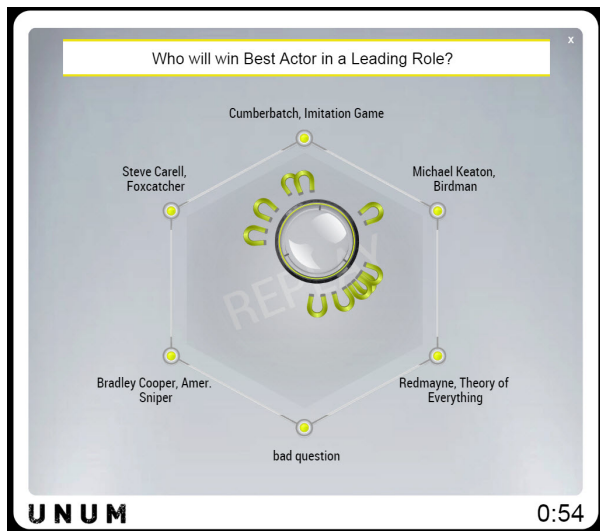 x
Who will win Best Actor in a Leading Role?
Cumberbatch, Imitation Game
Steve Carell,
Foxcatcher
Michael Keaton,
Birdman
Bradley Cooper, Amer.
Sniper
Redmayne, Theory of
Everything
bad question
UNUM
0:54